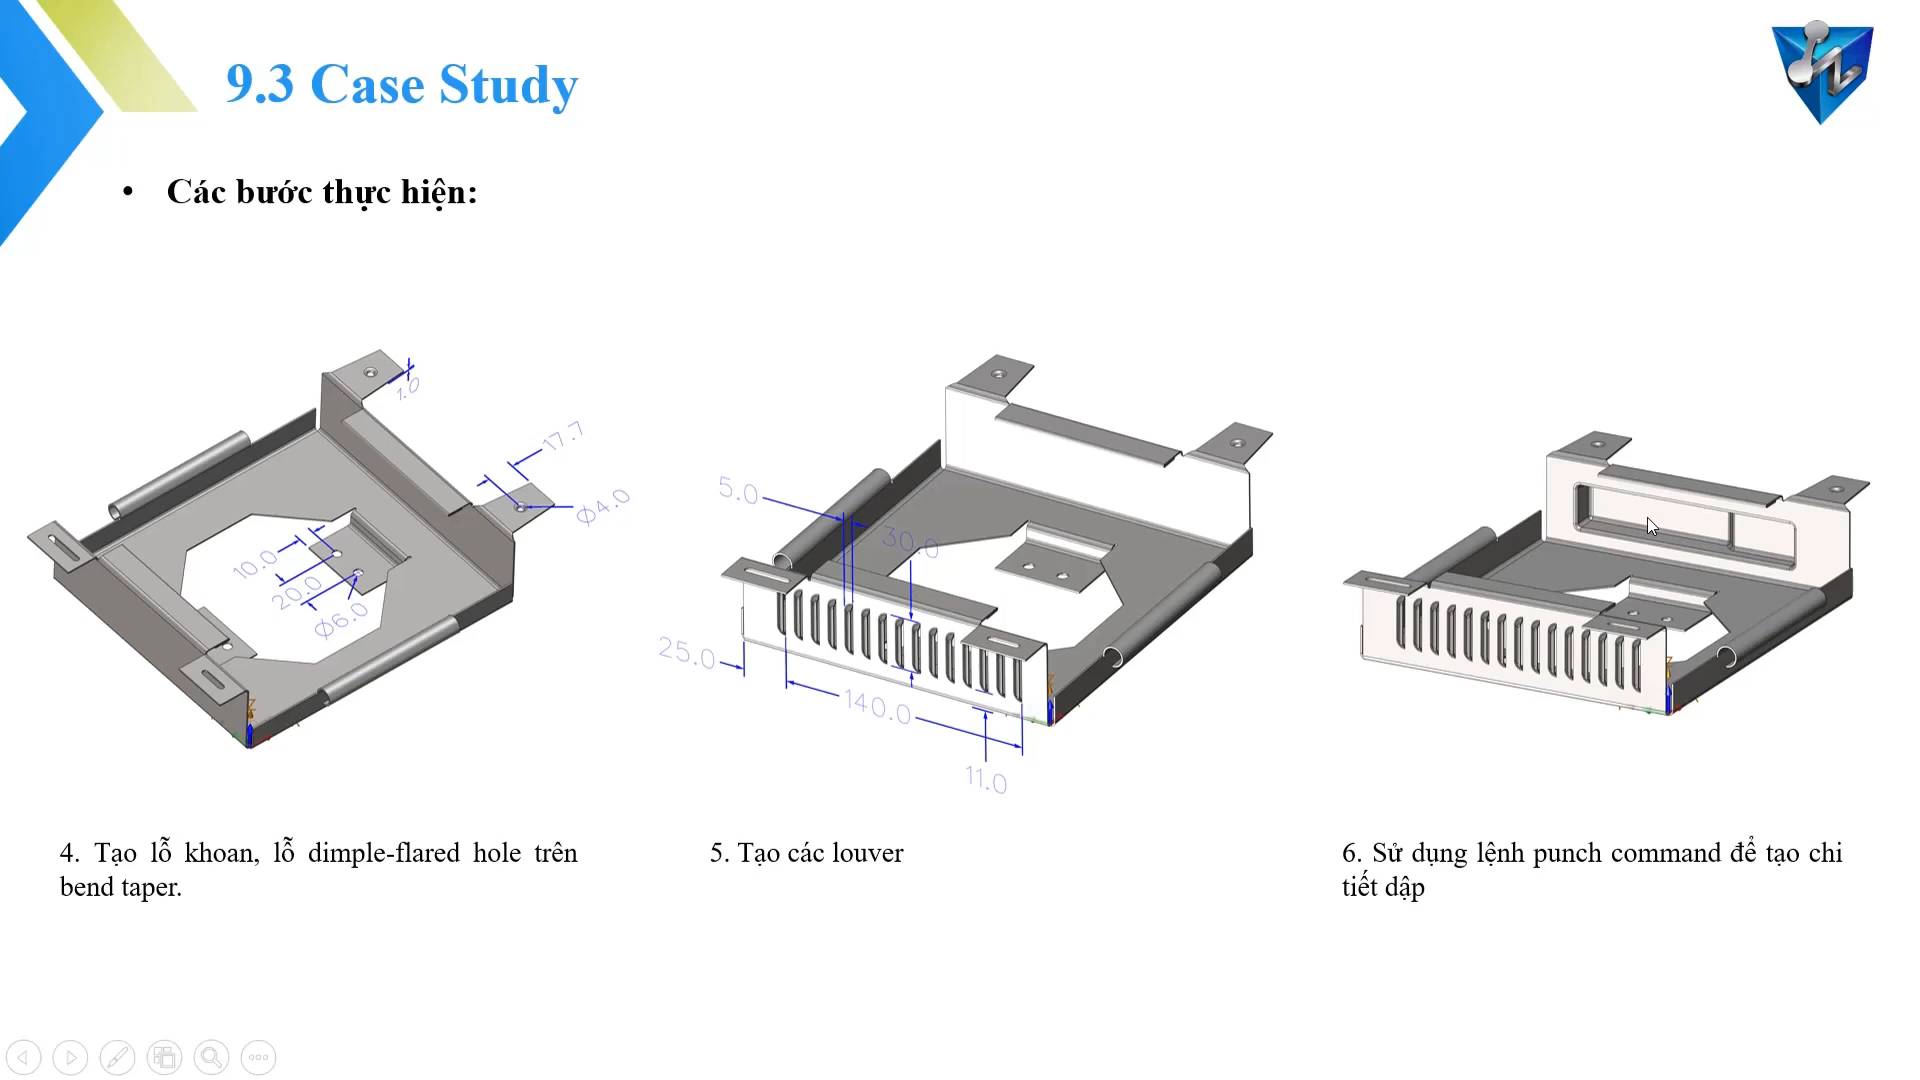 9.3 Case Study
• Các bước thực hiện:
1.0
17.7
Ø4.0
10.0
20.0
Ø6.0
5.0
30.0
25.0
140.0
11.0
4. Tạo lỗ khoan, lỗ dimple-flared hole trên
bend taper.
5. Tạo các louver
6. Sử dụng lệnh punch command để tạo chi
tiết dập